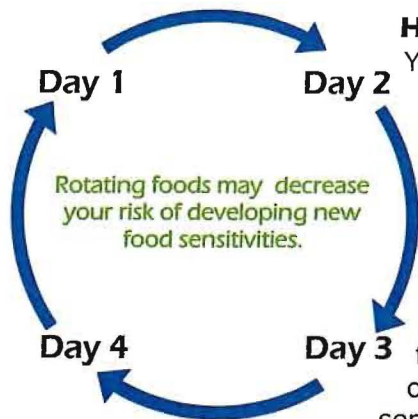 H
Y
Day 1
Day 2
Rotating foods may decrease
your risk of developing new
food sensitivities.
Day 4
Day 3